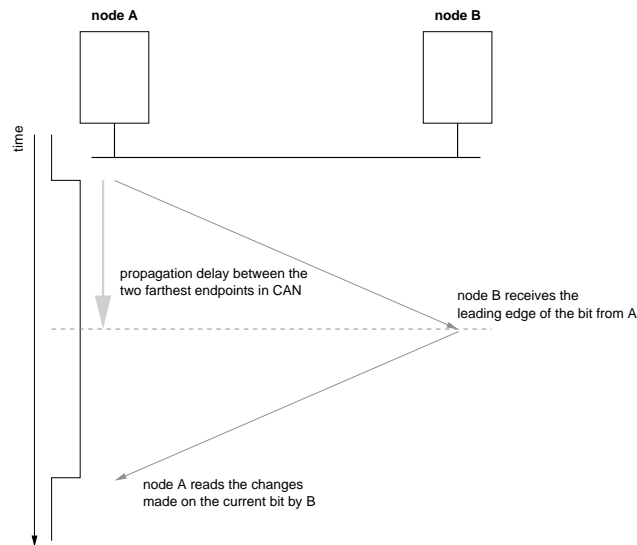 node A
node B
time
propagation delay between the
two farthest endpoints in CAN
node B receives the
leading edge of the bit from A
node A reads the changes
made on the current bit by B